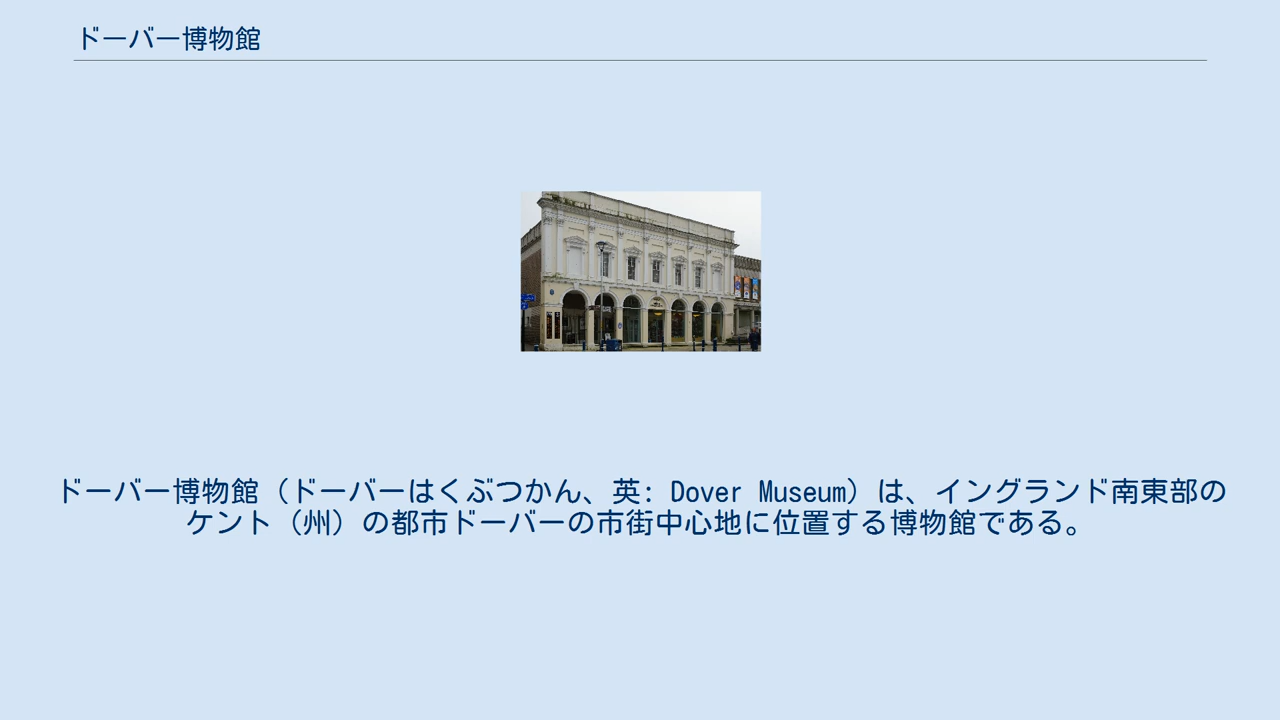 ドーバー博物館
ドーバー博物館（ドーバーはくぶつかん、英: Dover Museum）は、イングランド南東部の
ケント（州）の都市ドーバーの市街中心地に位置する博物館である。